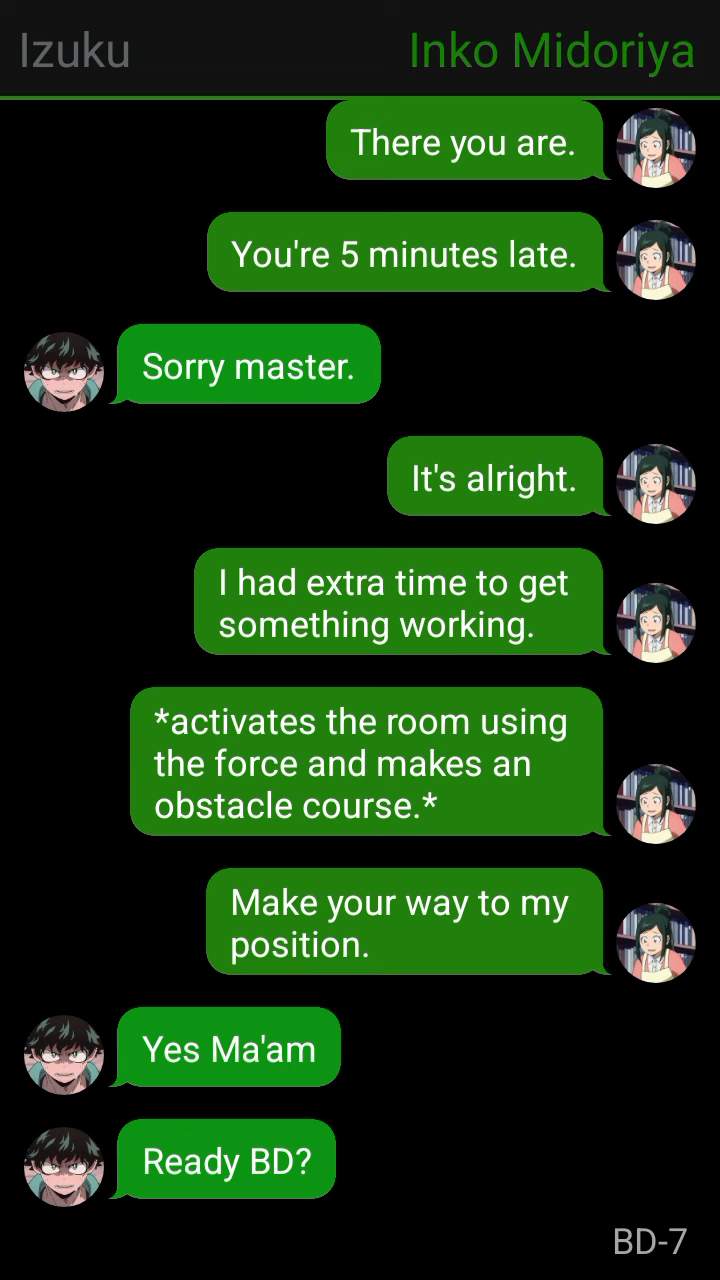 Izuku
Inko Midoriya
There you are.
You're 5 minutes late.
Sorry master.
It's alright.
I had extra time to get
something working.
*activates the room using
the force and makes an
obstacle course.*
Make your way to my
position.
Yes Ma'am
Ready BD?
BD-7